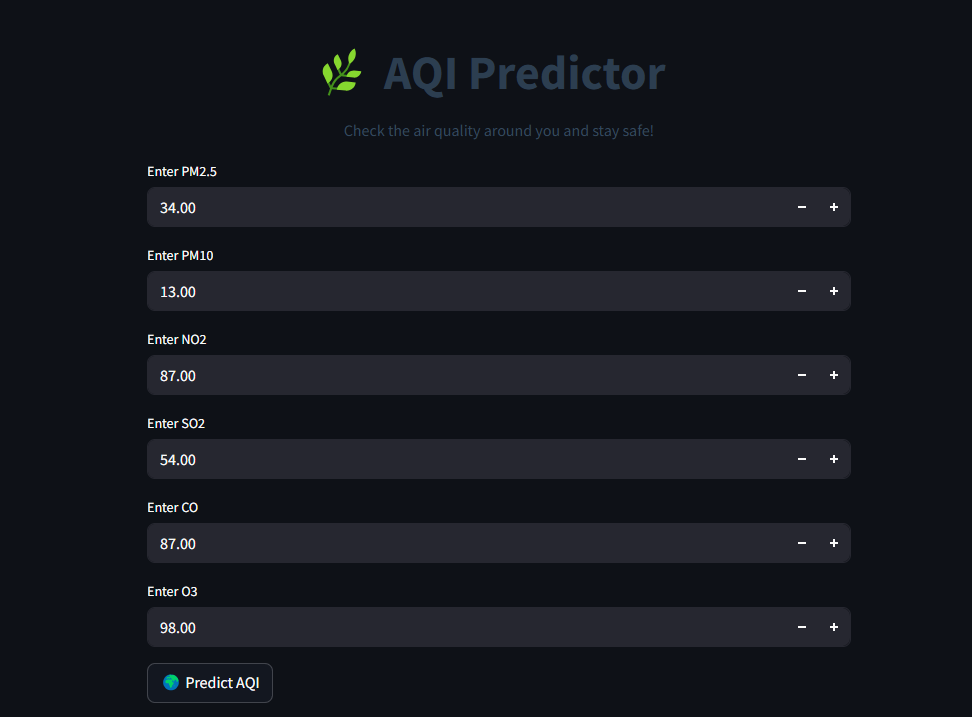 AQI Predictor
Check the air quality around you and stay safe!
Enter PM2.5
34.00
Enter PM10
13.00
Enter NO2
87.00
Enter SO2
54.00
Enter CO
87.00
Enter O3
98.00
Predict AQI